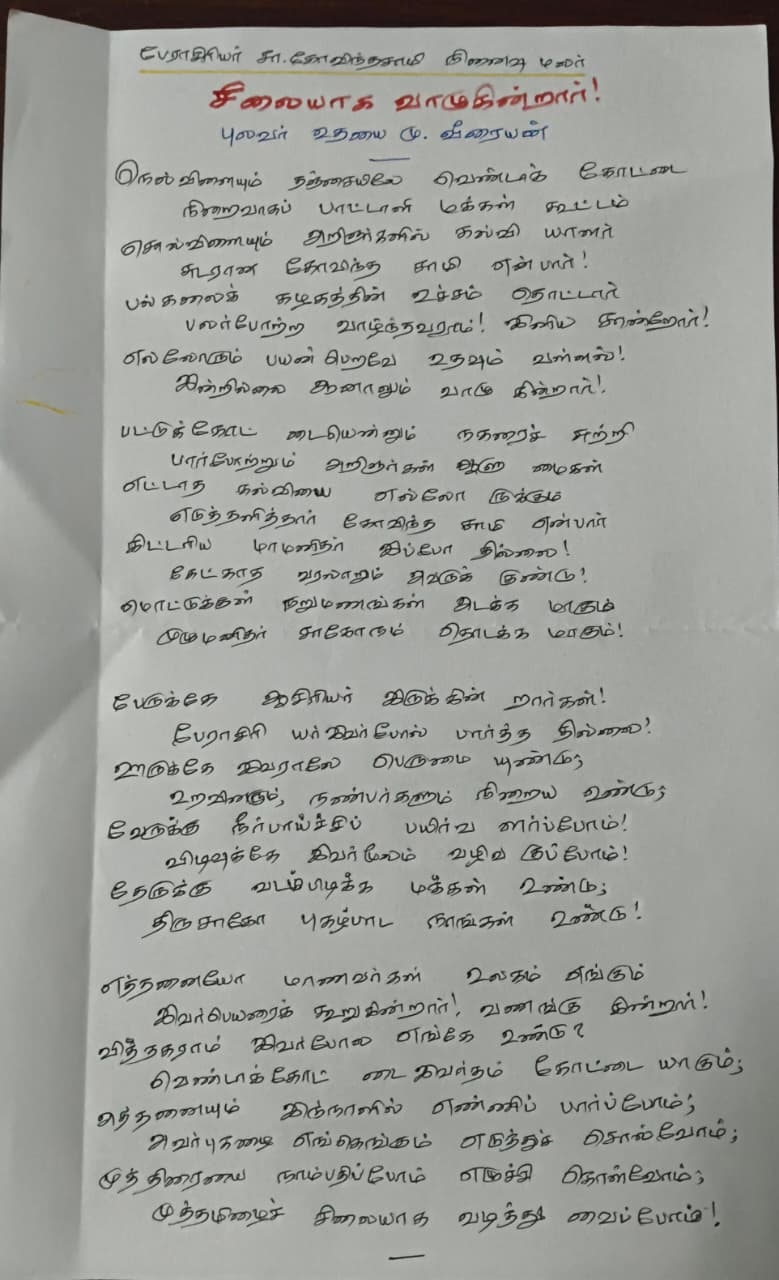 பேராசிரியர் சா.கோவிந்தசாமி நினைவு மலர்
சீலையாக வாழுகின்றார்!
புலவர் உதயை மு. வீரையன்
நெல்விளையும் நஞ்சையிலே வெண்டாக் கோட்டை
நிறைவாகப் பாட்டாளி மக்கள் கூட்டம்
சொல்விளையும் அறிஞர்களில் கல்வி யாளர்
சுடரான கோவிந்த சாமி என்பார்!
பல்கலைக் கழகத்தின் உச்சம் தொட்டார்
பலர்போற்ற வாழ்ந்தவராம்! இனிய சான்றோர்!
எல்லோரும் பயன்பெறவே உதவும் வள்ளல்!
இன்றில்லை ஆனாலும் வாழு கின்றார்!
பட்டுக்கோட் டையென்னும் நகரைச் சுற்றி
பார்போற்றும் அறிஞர்கள் ஆளு மைகள்
எட்டாத கல்வியை எல்லோ ருக்கும்
எடுத்தளித்தார் கோவிந்த சாமி என்பார்
கிட்டரிய மாமனிதர் இப்போ தில்லை!
கேட்காத வரலாறும் அவருக் குண்டு!
மொட்டுக்கள் நறுமணங்கள் அடக்க மாகும்
முழுமனிதர் சாகோரும் தொடக்க மாகும்!
பேருக்கே ஆசிரியர் இருக்கின் றார்கள்!
பேராசிரி யர்இவர்போல் பார்த்த தில்லை!
ஊருக்கே இவராலே பெருமை யுண்டு;
உறவினரும், நண்பர்களும் நிறைய உண்டு;
வேருக்கு நீர்பாய்ச்சிப் பயிர்வ ளர்ப்போம்!
விடிவுக்கே இவர்மூலம் வழிவ குப்போம்!
தேருக்கு வடம்பிடிக்க மக்கள் உண்டு;
திருசாகோ புகழ்பாட நாங்கள் உண்டு!
எத்தனையோ மாணவர்கள் உலகம் எங்கும்
இவர்பெயரைக் கூறுகின்றார்! வணங்கு கின்றார்!
வித்தகராம் இவர்போல எங்கே உண்டு?
வெண்டாக்கோட் டைஇவர்தம் கோட்டை யாகும்;
அத்தனையும் இந்நாளில் எண்ணிப் பார்ப்போம்;
அவர்புகழை எங்கெங்கும் எடுத்துச் சொல்வோம்;
முத்திரையை நாம்பதிப்போம் எழுச்சி கொள்வோம்;
முத்தமிழைச் சிலையாக வடித்து வைப்போம்!